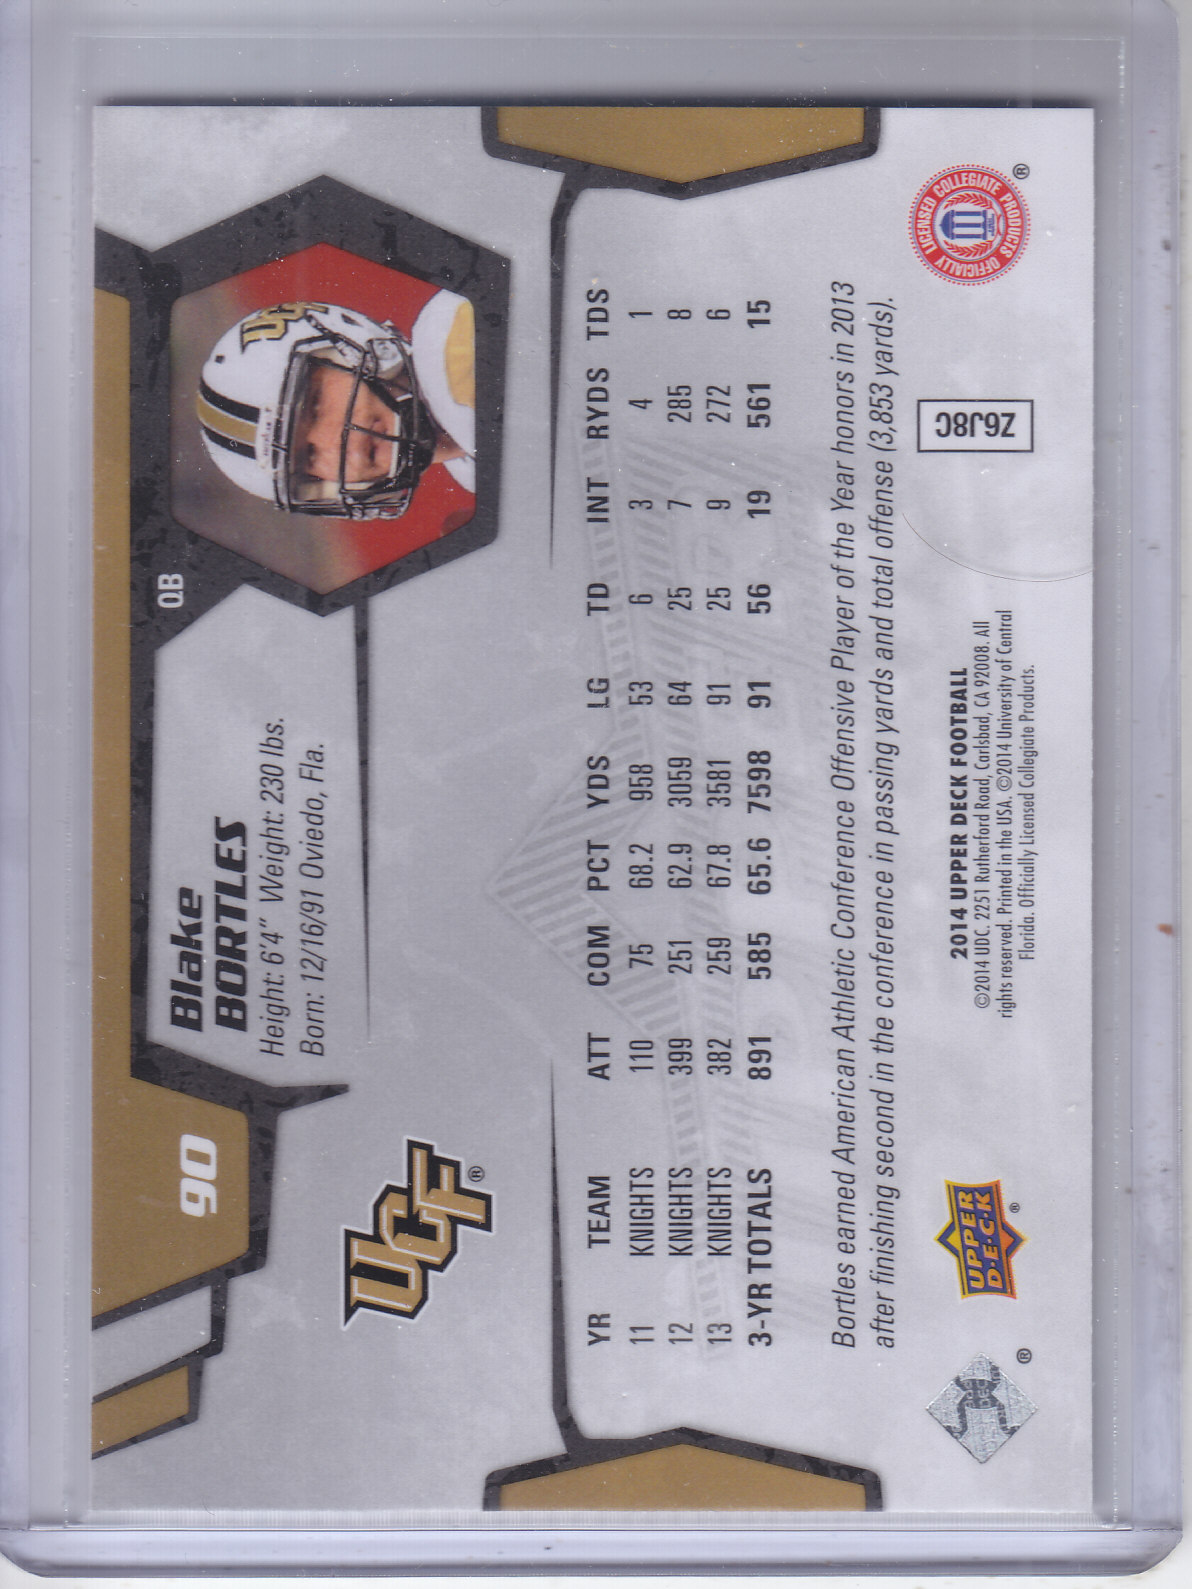 90
Blake
BORTLES
Height: 6'4" Weight: 230 lbs.
Born: 12/16/91 Oviedo, Fla.
QB
UCF
UCF®
YR TEAM ATT COM PCT YDS LG TD INT RYDS TDS
11 KNIGHTS 110 75 68.2 958 53 6 3 4 1
12 KNIGHTS 399 251 62.9 3059 64 25 7 285 8
13 KNIGHTS 382 259 67.8 3581 91 25 9 272 6
3-YR TOTALS 891 585 65.6 7598 91 56 19 561 15
Bortles earned American Athletic Conference Offensive Player of the Year honors in 2013
after finishing second in the conference in passing yards and total offense (3,853 yards).
®
UPPER
D·E·C·K
®
2014 UPPER DECK FOOTBALL
©2014 UDC. 2251 Rutherford Road, Carlsbad, CA 92008. All
rights reserved. Printed in the USA. ©2014 University of Central
Florida. Officially Licensed Collegiate Products.
Z6J8C
OFFICIALLY LICENSED COLLEGIATE PRODUCTS
®